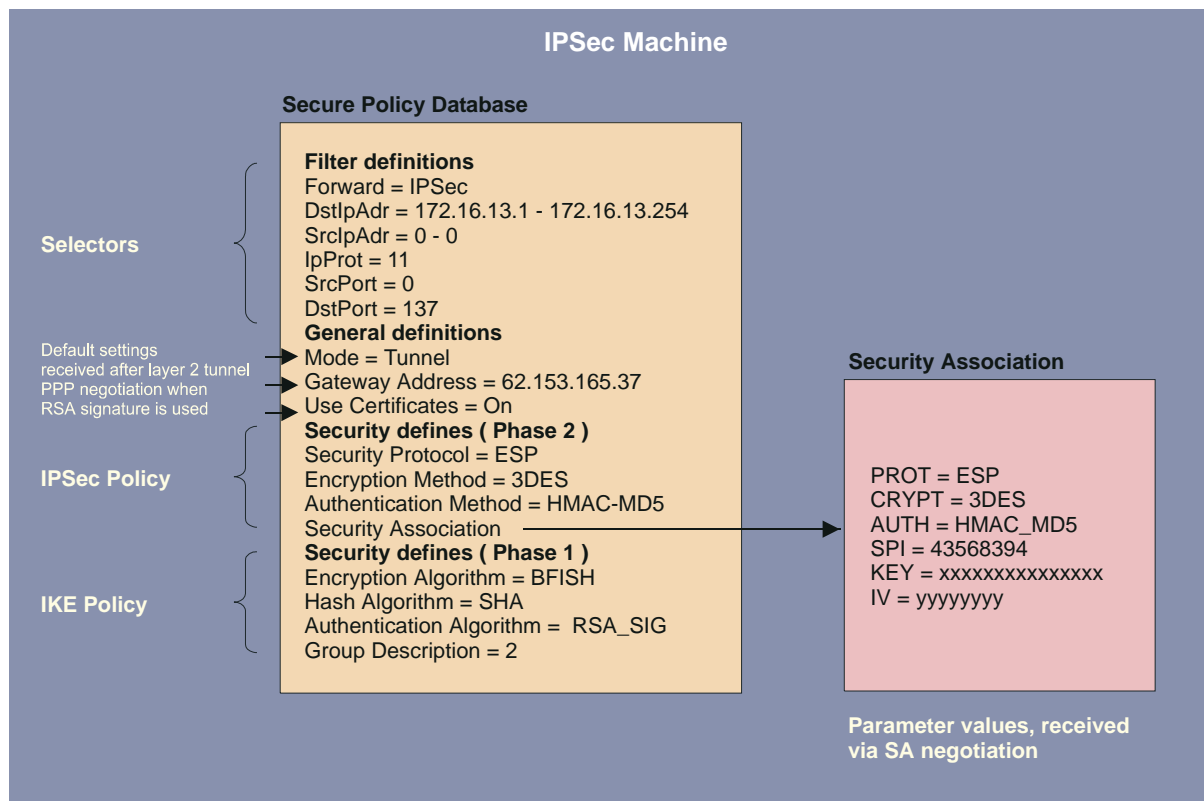 IPSec Machine
Secure Policy Database
Filter definitions
Forward = IPSec
DstIpAdr = 172.16.13.1 - 172.16.13.254
SrcIpAdr = 0 - 0
IpProt = 11
SrcPort = 0
DstPort = 137
Selectors
General definitions
Mode = Tunnel
Gateway Address = 62.153.165.37
Use Certificates = On
Default settings
received after layer 2 tunnel
PPP negotiation when
RSA signature is used
Security defines ( Phase 2 )
Security Protocol = ESP
Encryption Method = 3DES
Authentication Method = HMAC-MD5
Security Association
IPSec Policy
Security defines ( Phase 1 )
Encryption Algorithm = BFISH
Hash Algorithm = SHA
Authentication Algorithm =  RSA_SIG
Group Description = 2
IKE Policy
Security Association
PROT = ESP
CRYPT = 3DES
AUTH = HMAC_MD5
SPI = 43568394
KEY = xxxxxxxxxxxxxxx
IV = yyyyyyyy
Parameter values, received
via SA negotiation